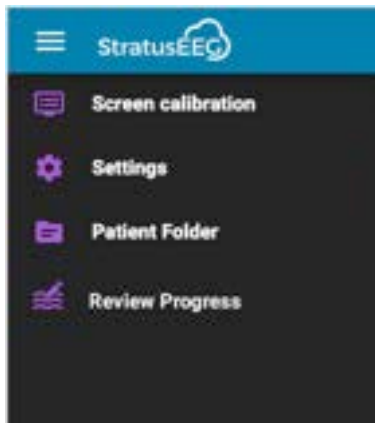 StratusEEG
Screen calibration
Settings
Patient Folder
Review Progress